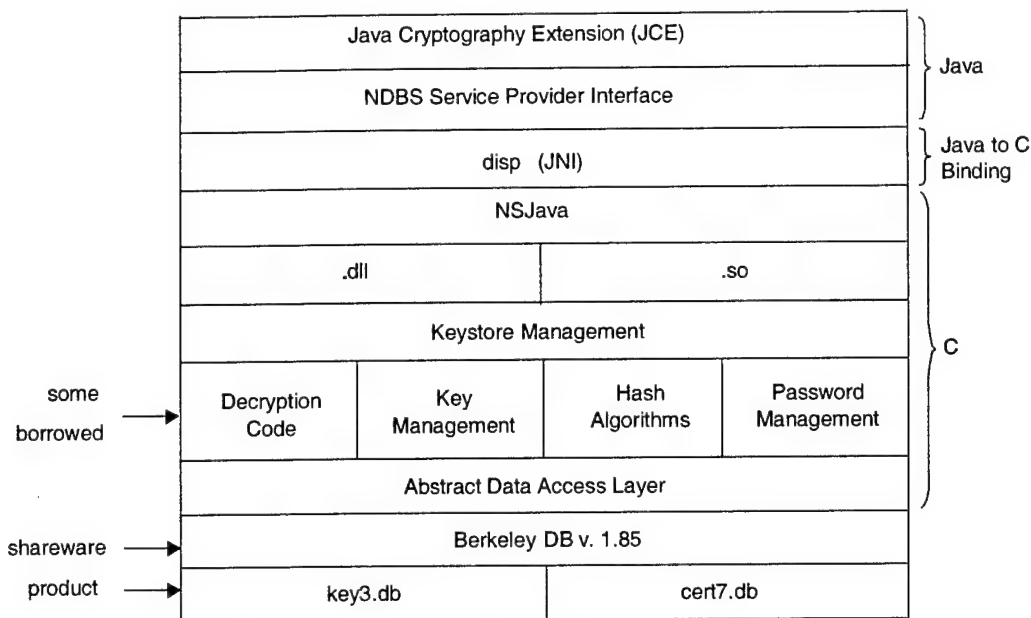 Java Cryptography Extension (JCE)
Java
NDBS Service Provider Interface
disp (JNI)
Java to C
Binding
NSJava
.dll
.so
Keystore Management
C
some
borrowed
Decryption
Code
Key
Management
Hash
Algorithms
Password
Management
Abstract Data Access Layer
shareware
Berkeley DB v. 1.85
product
key3.db
cert7.db